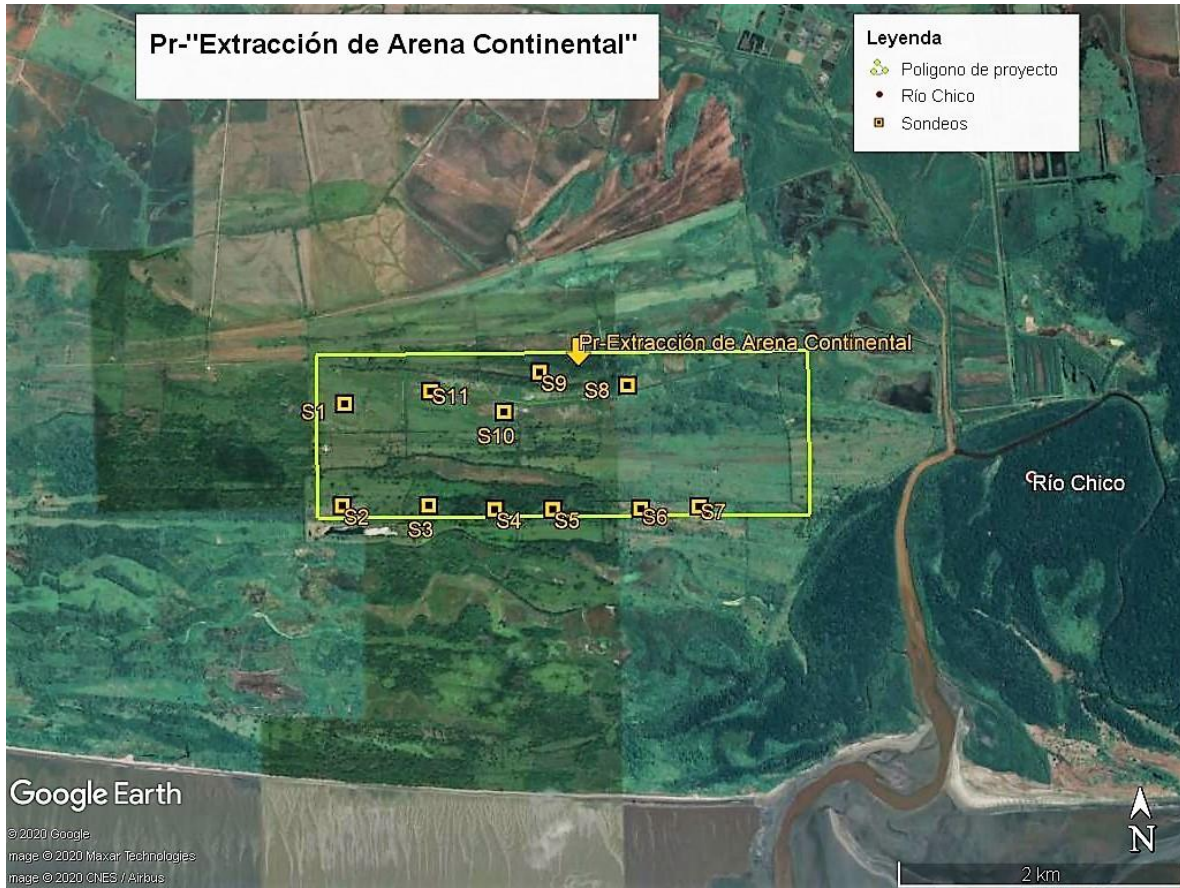 Pr-"Extracción de Arena Continental"
Leyenda
Poligono de proyecto
Río Chico
Sondeos
Pr-Extracción de Arena Continental
S9
S8
S11
S1
S10
Río Chico
S2
S3
S4
S5
S6
S7
Google Earth
© 2020 Google
mage © 2020 Maxar Technologies
mage © 2020 CNES / Airbus
N
2 km